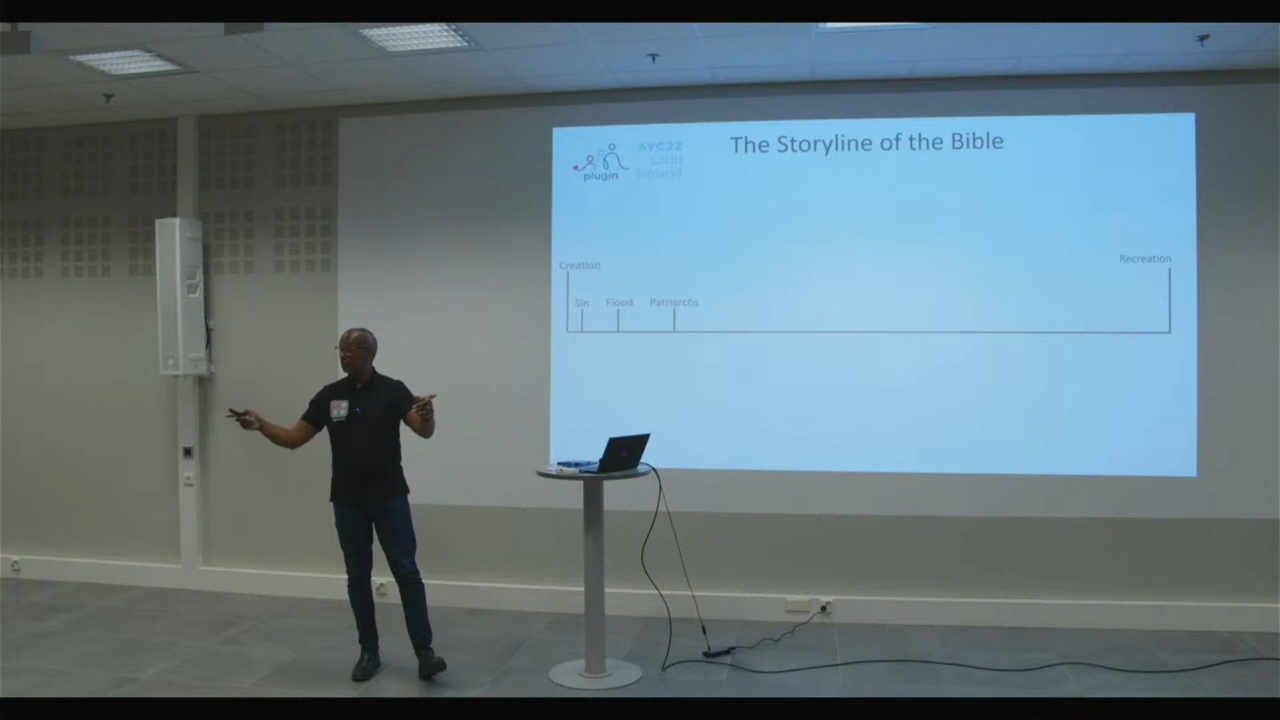 The Storyline of the Bible
AYC22
Lahti
Finland
plugin
Creation
Recreation
Sin
Flood
Patriarchs